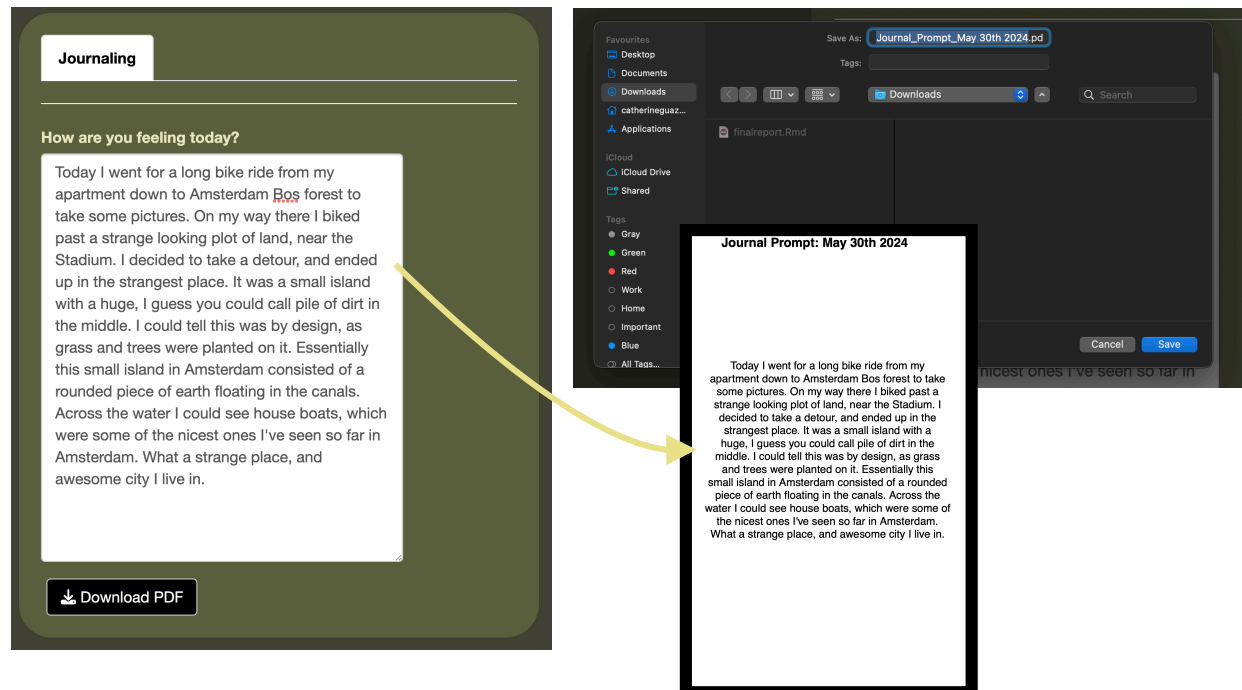 Journaling
How are you feeling today?
Today I went for a long bike ride from my
apartment down to Amsterdam Bos forest to
take some pictures. On my way there I biked
past a strange looking plot of land, near the
Stadium. I decided to take a detour, and ended
up in the strangest place. It was a small island
with a huge, I guess you could call pile of dirt in
the middle. I could tell this was by design, as
grass and trees were planted on it. Essentially
this small island in Amsterdam consisted of a
rounded piece of earth floating in the canals.
Across the water I could see house boats, which
were some of the nicest ones I've seen so far in
Amsterdam. What a strange place, and
awesome city I live in.
Download PDF
Favourites
Desktop
Documents
Downloads
catherineguaz...
Applications
iCloud
iCloud Drive
Shared
Tags
Gray
Green
Red
Work
Home
Important
Blue
All Tags...
Save As: Journal_Prompt_May 30th 2024.pd
Tags:
Downloads
Search
finalreport.Rmd
Cancel
Save
nicest ones I've seen so far in
Journal Prompt: May 30th 2024
Today I went for a long bike ride from my
apartment down to Amsterdam Bos forest to take
some pictures. On my way there I biked past a
strange looking plot of land, near the Stadium. I
decided to take a detour, and ended up in the
strangest place. It was a small island with a
huge, I guess you could call pile of dirt in the
middle. I could tell this was by design, as grass
and trees were planted on it. Essentially this
small island in Amsterdam consisted of a rounded
piece of earth floating in the canals. Across the
water I could see house boats, which were some of
the nicest ones I've seen so far in Amsterdam.
What a strange place, and awesome city I live in.